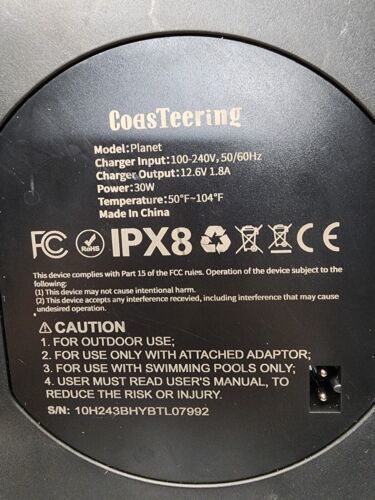 CoasTeering
Model:Planet
Charger Input:100-240V, 50/60Hz
Charger Output:12.6V 1.8A
Power:30W
Temperature:50°F~104°F
Made In China
FC RoHS IPX8 CE
This device complies with Part 15 of the FCC rules. Operation of the device subject to the
following:
(1) This device may not cause intentional harm.
(2) This device accepts any interference recevied, including interference that may cause
undesired operation.
CAUTION
1. FOR OUTDOOR USE;
2. FOR USE ONLY WITH ATTACHED ADAPTOR;
3. FOR USE WITH SWIMMING POOLS ONLY;
4. USER MUST READ USER'S MANUAL, TO
REDUCE THE RISK OR INJARY.
S/N: 10H243BHYBTL07992